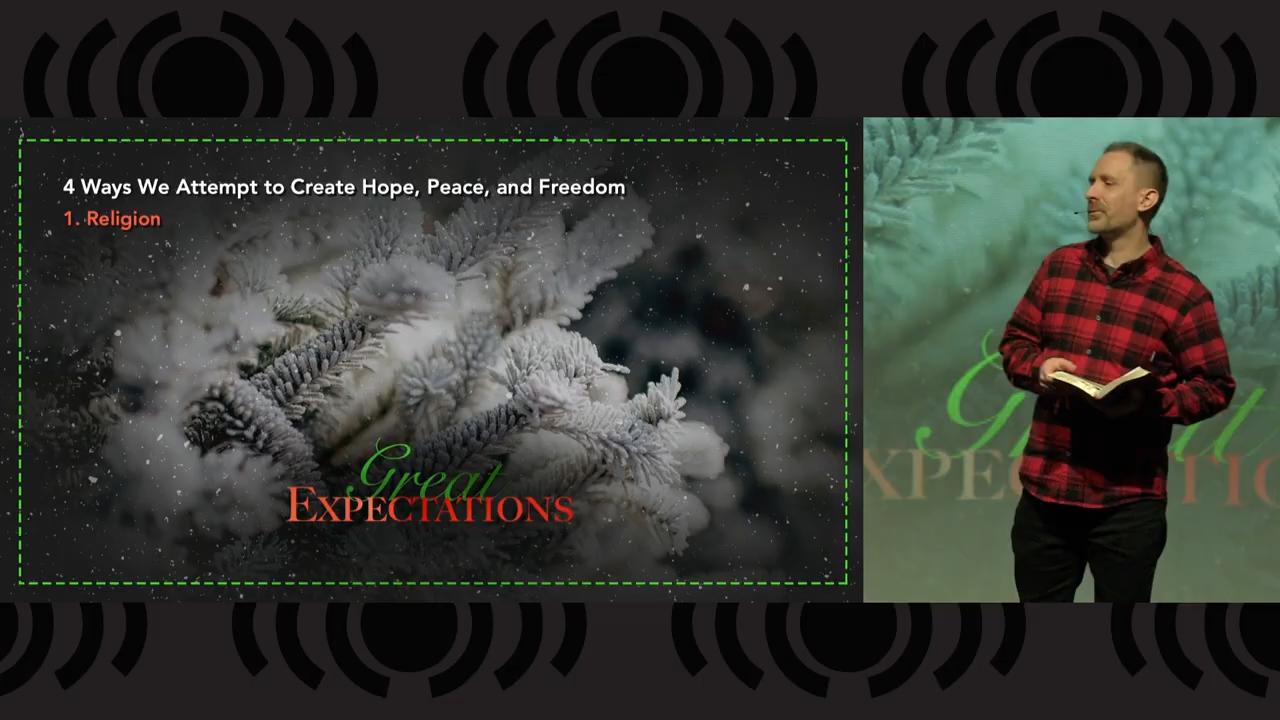 4 Ways We Attempt to Create Hope, Peace, and Freedom
1. Religion
Great
EXPECTATIONS